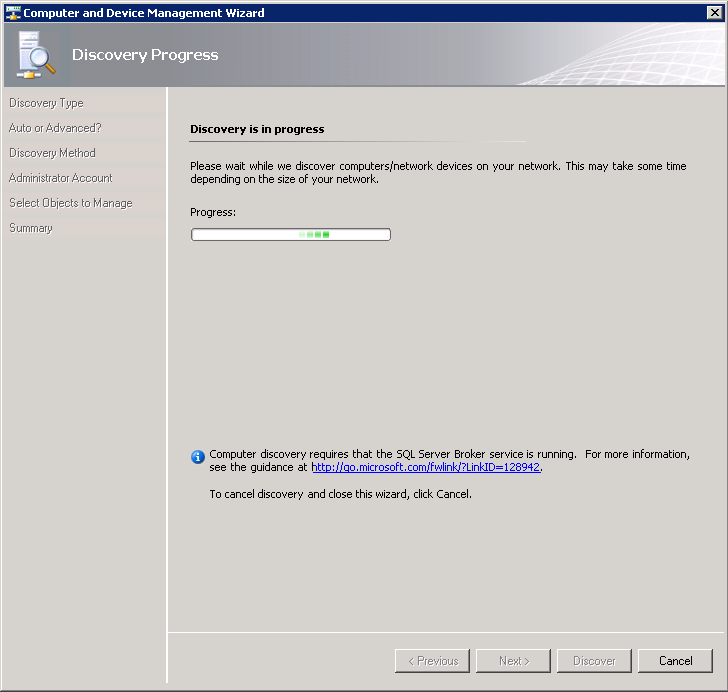 Computer and Device Management Wizard
Discovery Progress
Discovery Type
Auto or Advanced?
Discovery Method
Administrator Account
Select Objects to Manage
Summary
Discovery is in progress
Please wait while we discover computers/network devices on your network. This may take some time
depending on the size of your network.
Progress:
Computer discovery requires that the SQL Server Broker service is running.  For more information,
see the guidance at http://go.microsoft.com/fwlink/?LinkID=128942.
To cancel discovery and close this wizard, click Cancel.
< Previous
Next >
Discover
Cancel